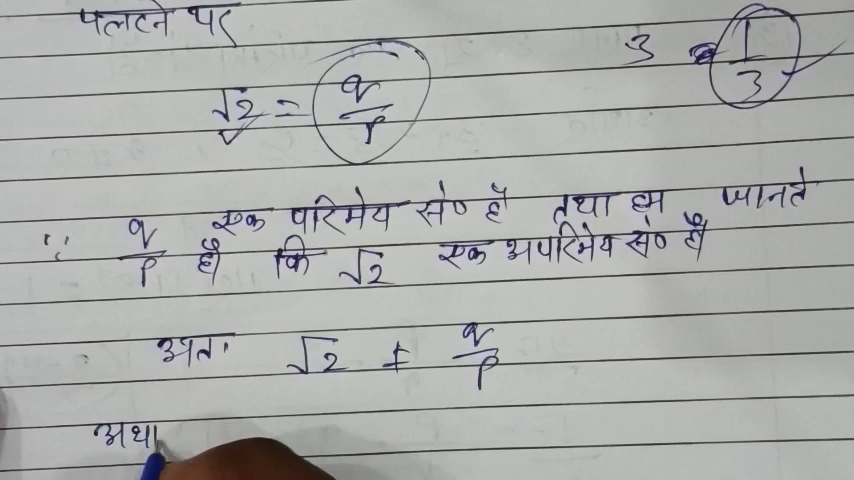 पलटने पर
3 1/3
√2 = q/p
∵ q/p एक परिमेय सं० है तथा हम जानते
है कि √2 एक अपरिमेय सं० है
अतः √2 ≠ q/p
अथा